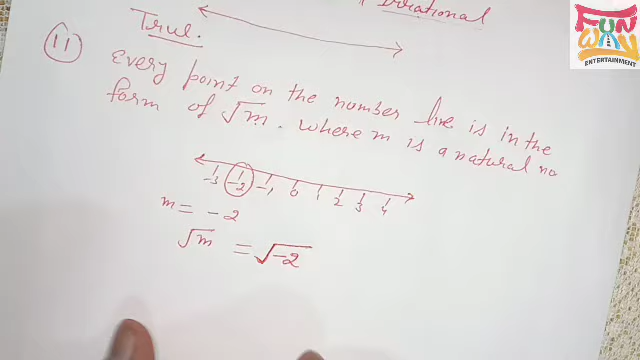 Irrational
True.
(11) Every point on the number line is in the
form of √m. where m is a natural no
-3 -2 -1 0 1 2 3 4
m = -2
√m = √-2
FUN
WAY
ENTERTAINMENT